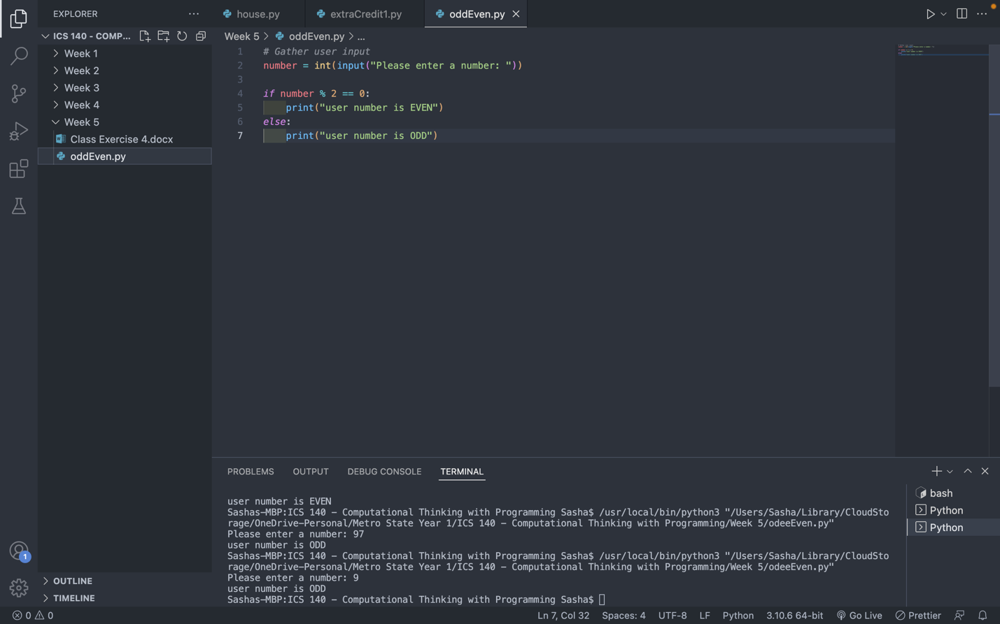 EXPLORER
house.py
extraCredit1.py
oddEven.py
ICS 140 - COMP...
Week 5 > oddEven.py > ...
Week 1
Week 2
Week 3
Week 4
Week 5
Class Exercise 4.docx
oddEven.py
1 # Gather user input
2 number = int(input("Please enter a number: "))
3
4 if number % 2 == 0:
5     print("user number is EVEN")
6 else:
7     print("user number is ODD")
PROBLEMS OUTPUT DEBUG CONSOLE TERMINAL
user number is EVEN
Sashas-MBP:ICS 140 - Computational Thinking with Programming Sasha$ /usr/local/bin/python3 "/Users/Sasha/Library/CloudSto
rage/OneDrive-Personal/Metro State Year 1/ICS 140 - Computational Thinking with Programming/Week 5/odeeEven.py"
Please enter a number: 97
user number is ODD
Sashas-MBP:ICS 140 - Computational Thinking with Programming Sasha$ /usr/local/bin/python3 "/Users/Sasha/Library/CloudSto
rage/OneDrive-Personal/Metro State Year 1/ICS 140 - Computational Thinking with Programming/Week 5/odeeEven.py"
Please enter a number: 9
user number is ODD
Sashas-MBP:ICS 140 - Computational Thinking with Programming Sasha$
bash
Python
Python
1
OUTLINE
TIMELINE
0 0
Ln 7, Col 32 Spaces: 4 UTF-8 LF Python 3.10.6 64-bit Go Live Prettier